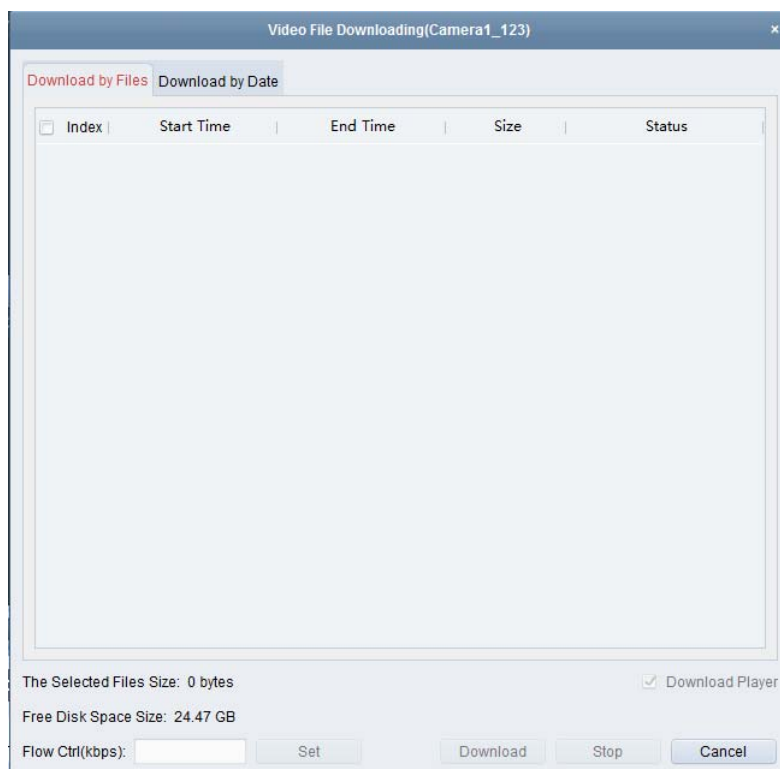 Video File Downloading(Camera1_123) ×
Download by Files Download by Date
Index Start Time End Time Size Status
The Selected Files Size: 0 bytes Download Player
Free Disk Space Size: 24.47 GB
Flow Ctrl(kbps): Set Download Stop Cancel